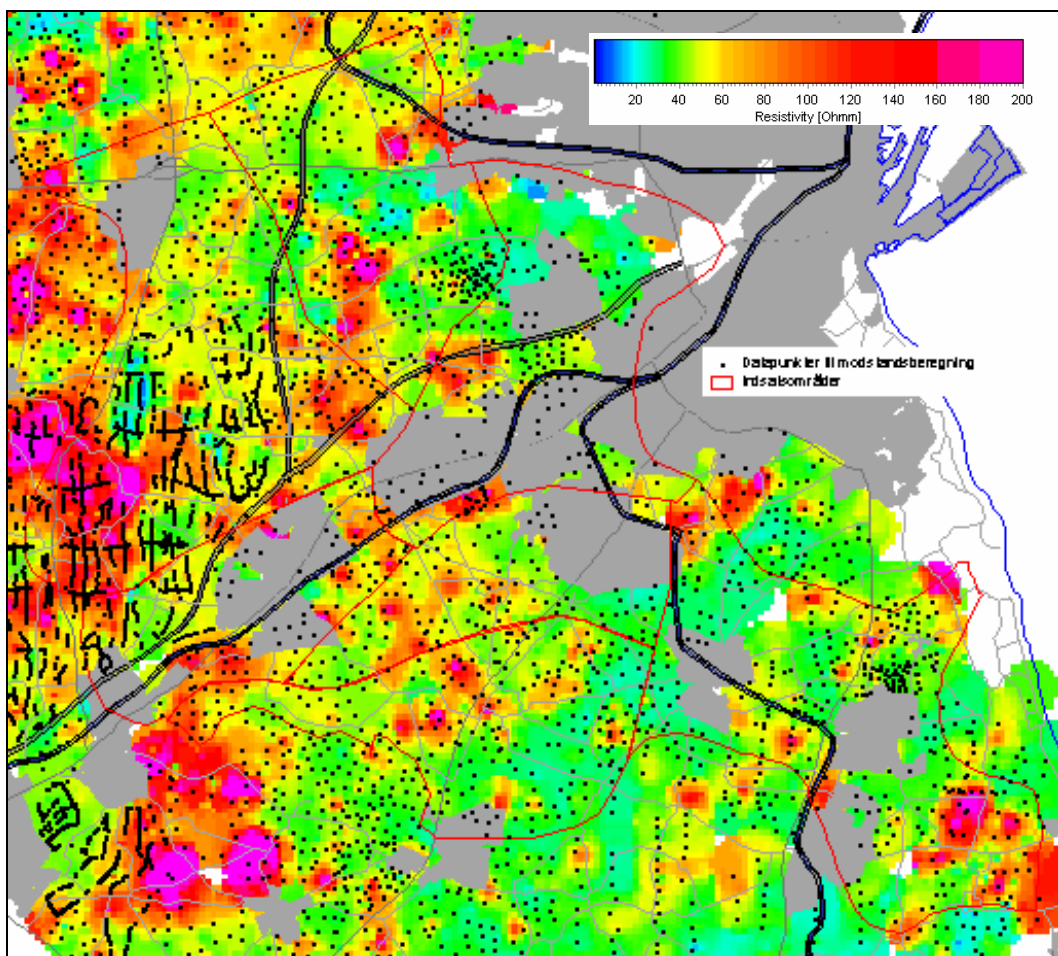 20 40 60 80 100 120 140 160 180 200
Resistivity [Ohmm]
Datapunkter til modstandsberegning
Indsatsområder